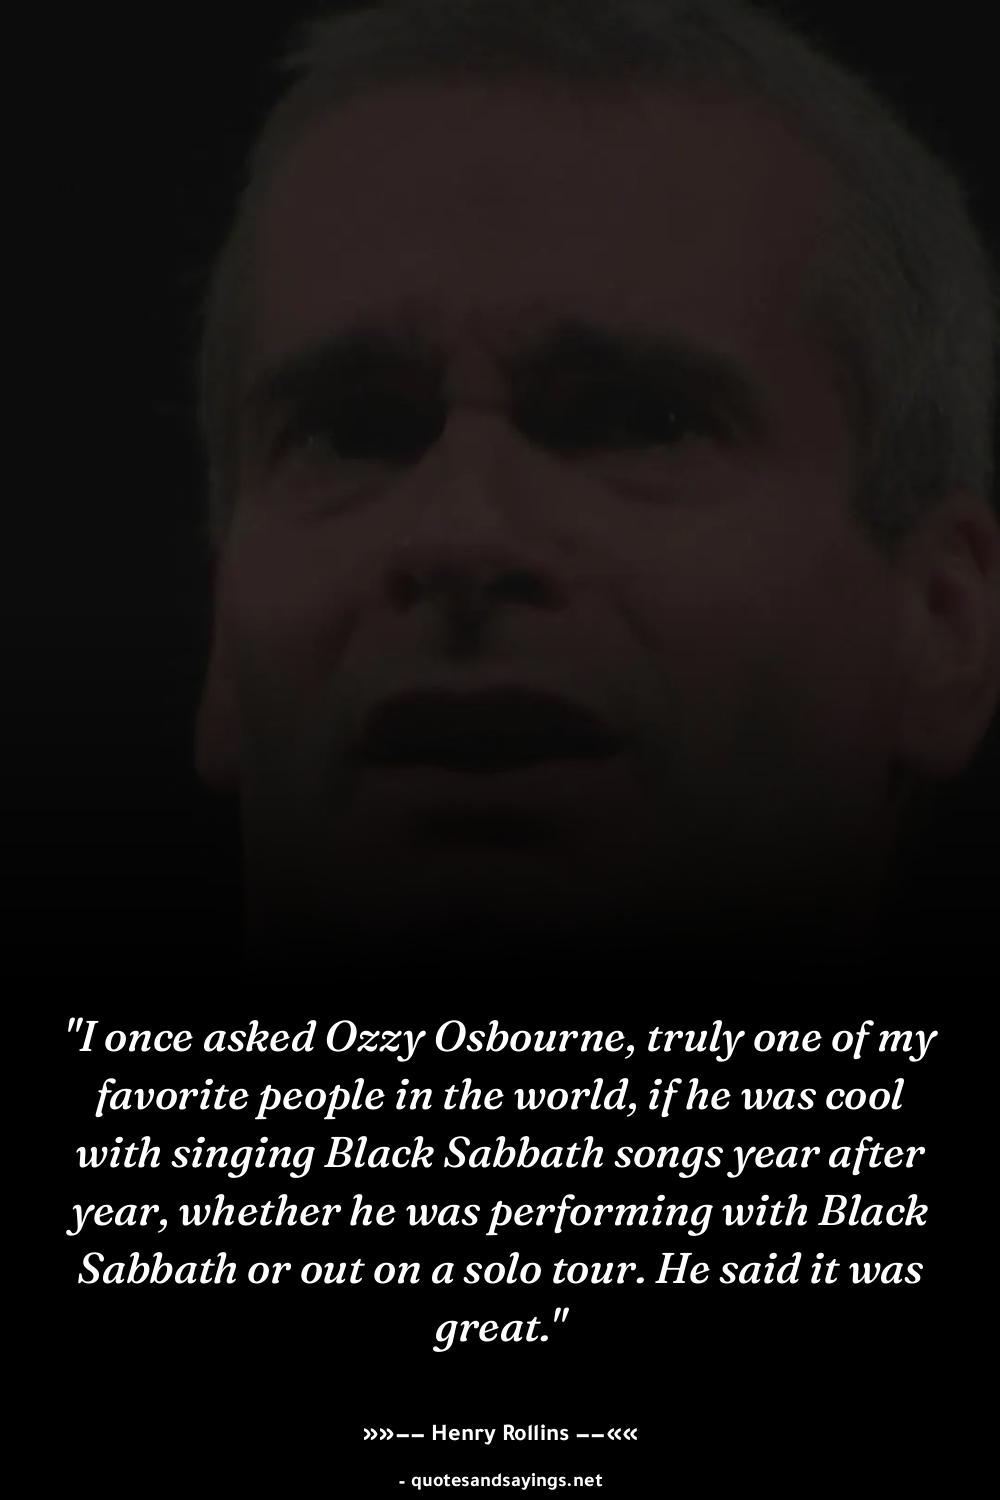 "I once asked Ozzy Osbourne, truly one of my
favorite people in the world, if he was cool
with singing Black Sabbath songs year after
year, whether he was performing with Black
Sabbath or out on a solo tour. He said it was
great."
»»−− Henry Rollins −−««
- quotesandsayings.net